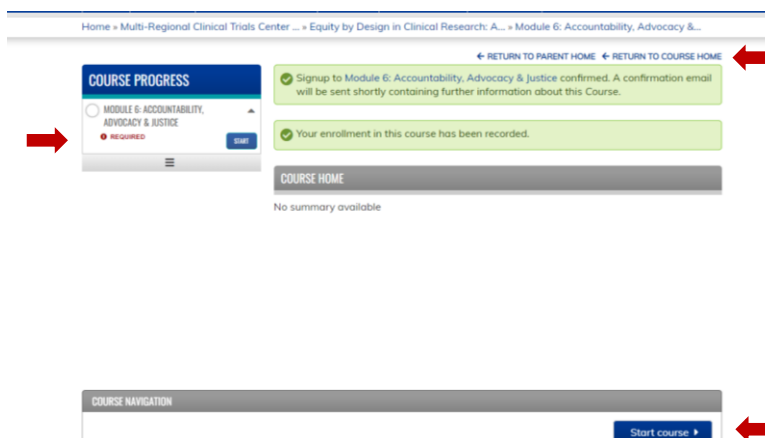 Home » Multi-Regional Clinical Trials Center ... » Equity by Design in Clinical Research: A... » Module 6: Accountability, Advocacy &...
← RETURN TO PARENT HOME ← RETURN TO COURSE HOME
COURSE PROGRESS
MODULE 6: ACCOUNTABILITY,
ADVOCACY & JUSTICE
REQUIRED
START
Signup to Module 6: Accountability, Advocacy & Justice confirmed. A confirmation email
will be sent shortly containing further information about this Course.
Your enrollment in this course has been recorded.
COURSE HOME
No summary available
COURSE NAVIGATION
Start course